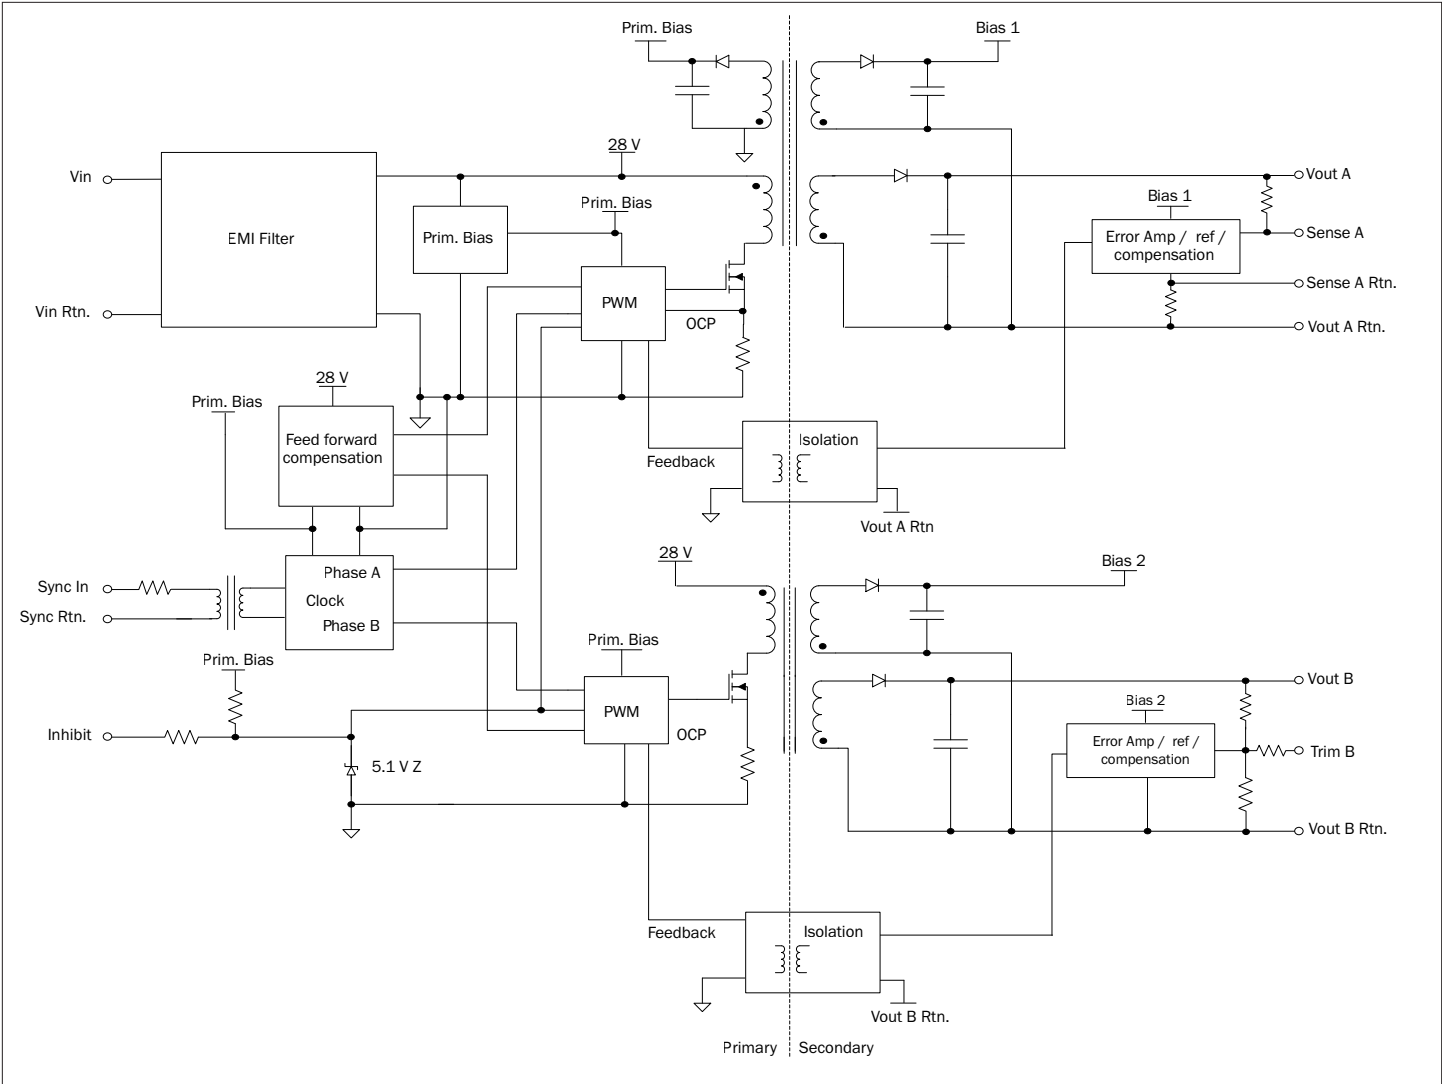 Prim. Bias
Bias 1
28 V
Vin
Vout A
Prim. Bias
Bias 1
EMI Filter
Prim. Bias
Error Amp / ref /
compensation
Sense A
Sense A Rtn.
PWM
Vin Rtn.
OCP
Vout A Rtn.
28 V
Prim. Bias
Feed forward
compensation
Isolation
Feedback
Vout A Rtn
28 V
Bias 2
Phase A
Sync In
Clock
Sync Rtn.
Phase B
Prim. Bias
Prim. Bias
Vout B
Bias 2
PWM
Inhibit
OCP
Error Amp / ref /
compensation
Trim B
5.1 V Z
Vout B Rtn.
Feedback
Isolation
Vout B Rtn.
Primary
Secondary